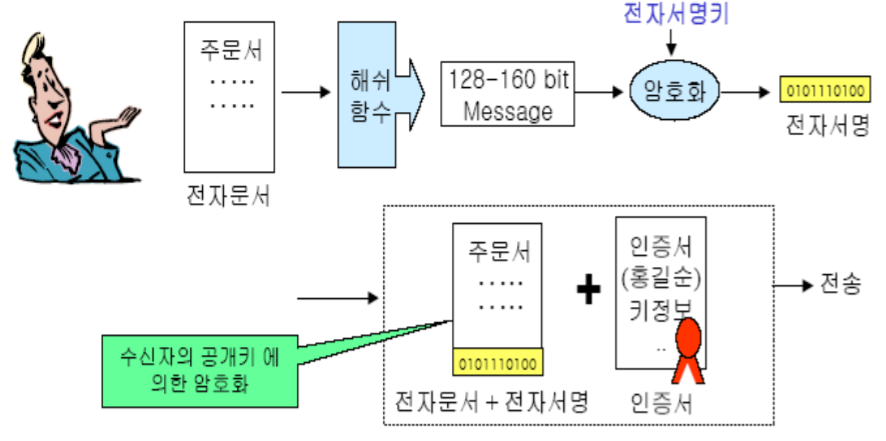 전자서명키
주문서
.....
.....
해쉬
함수
128-160 bit
Message
암호화
0101110100
전자서명
전자문서
주문서
.....
.....
0101110100
+
인증서
(홍길순)
키정보
..
전송
수신자의 공개키 에
의한 암호화
전자문서 + 전자서명
인증서